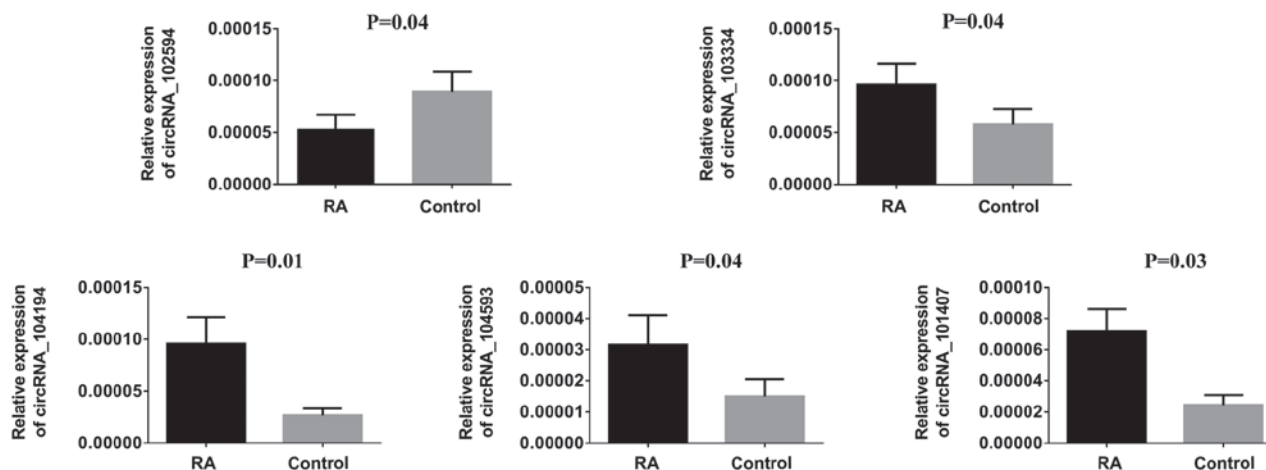 P=0.04
Relative expression
of circRNA_102594
0.00015
0.00010
0.00005
0.00000
RA
Control
P=0.04
Relative expression
of circRNA_103334
0.00015
0.00010
0.00005
0.00000
RA
Control
P=0.01
Relative expression
of circRNA_104194
0.00015
0.00010
0.00005
0.00000
RA
Control
P=0.04
Relative expression
of circRNA_104593
0.00005
0.00004
0.00003
0.00002
0.00001
0.00000
RA
Control
P=0.03
Relative expression
of circRNA_101407
0.00010
0.00008
0.00006
0.00004
0.00002
0.00000
RA
Control